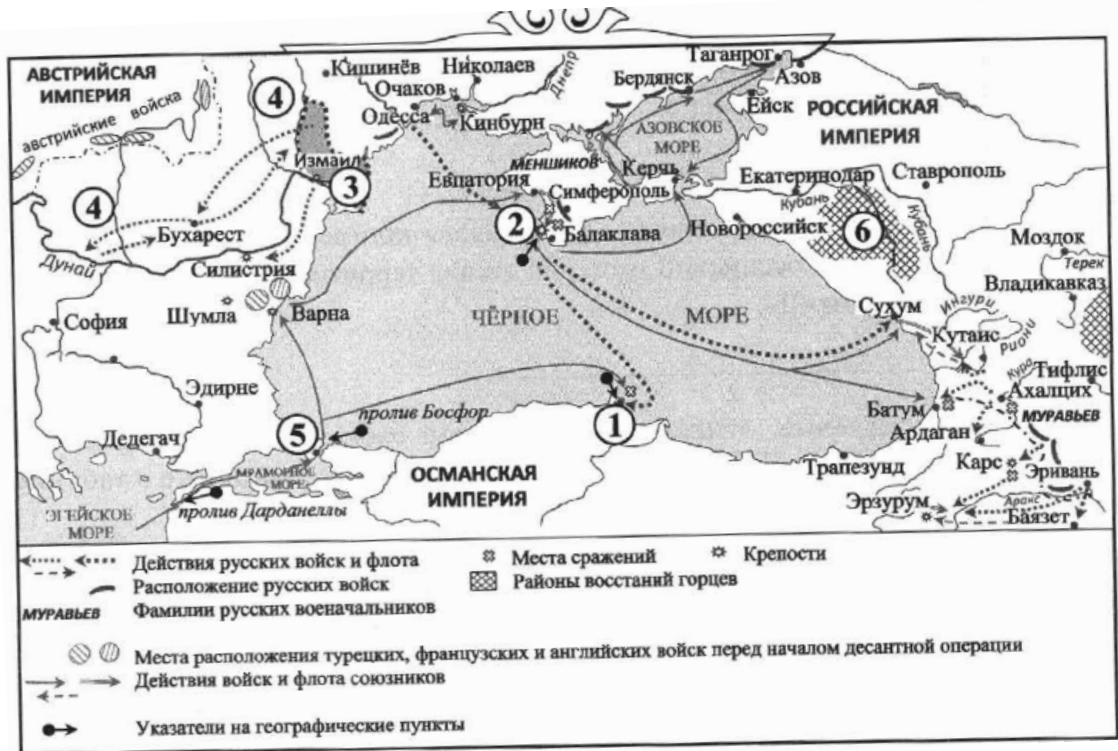 АВСТРИЙСКАЯ
ИМПЕРИЯ
австрийские войска
4
Кишинёв
Николаев
Днепр
Очаков
Одесса
Кинбурн
Таганрог
Азов
Бердянск
Ейск
РОССИЙСКАЯ
ИМПЕРИЯ
АЗОВСКОЕ
МОРЕ
Измаил
3
МЕНШИКОВ
Керчь
Евпатория
Симферополь
Екатеринодар
Ставрополь
Кубань
Кубань
4
Бухарест
2
Балаклава
Новороссийск
6
Моздок
Терек
Дунай
Силистрия
Владикавказ
Шумла
Варна
ЧЁРНОЕ
МОРЕ
Сухум
Ингури
Кутаис
Риони
София
Тифлис
Кура
Ахалцих
Эдирне
Батум
МУРАВЬЕВ
пролив Босфор
1
Ардаган
Дедегач
5
Карс
МРАМОРНОЕ
МОРЕ
ОСМАНСКАЯ
ИМПЕРИЯ
Трапезунд
Эривань
Эрзурум
Аракс
ЭГЕЙСКОЕ
МОРЕ
пролив Дарданеллы
Баязет
Действия русских войск и флота
Места сражений
Крепости
Расположение русских войск
Районы восстаний горцев
МУРАВЬЕВ Фамилии русских военачальников
Места расположения турецких, французских и английских войск перед началом десантной операции
Действия войск и флота союзников
Указатели на географические пункты